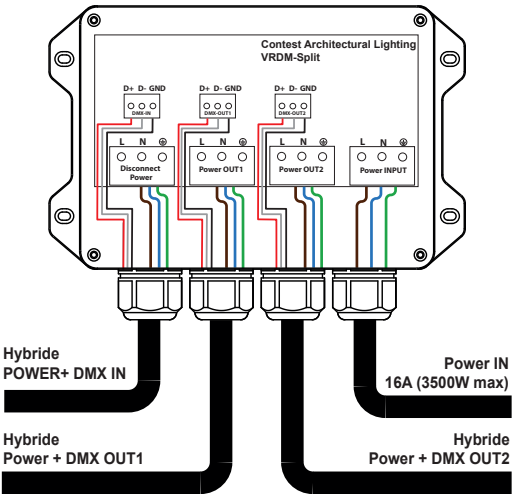 Contest Architectural Lighting
VRDM-Split
D+ D- GND
DMX-IN
D+ D- GND
DMX-OUT1
D+ D- GND
DMX-OUT2
L N
Disconnect
Power
L N
Power OUT1
L N
Power OUT2
L N
Power INPUT
Hybride
POWER+ DMX IN
Power IN
16A (3500W max)
Hybride
Power + DMX OUT1
Hybride
Power + DMX OUT2